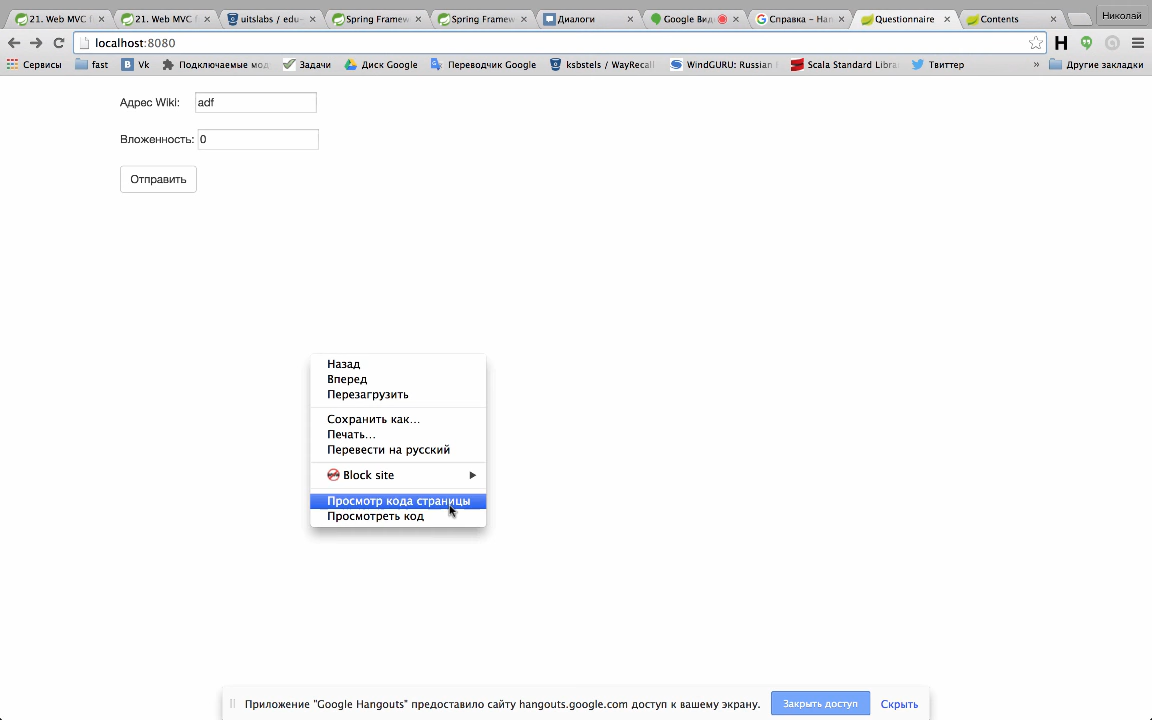 21. Web MVC f
21. Web MVC f
uitslabs / edu-
Spring Framew
Spring Framew
Диалоги
Google Вид
Справка – Han
Questionnaire
Contents
Николай
localhost:8080
Сервисы
fast
Vk
Подключаемые мод
Задачи
Диск Google
Переводчик Google
ksbstels / WayRecall
WindGURU: Russian
Scala Standard Libra
Твиттер
»
Другие закладки
Адрес Wiki: adf
Вложенность: 0
Отправить
Назад
Вперед
Перезагрузить
Сохранить как...
Печать...
Перевести на русский
Block site
Просмотр кода страницы
Просмотреть код
Приложение "Google Hangouts" предоставило сайту hangouts.google.com доступ к вашему экрану.
Закрыть доступ
Скрыть